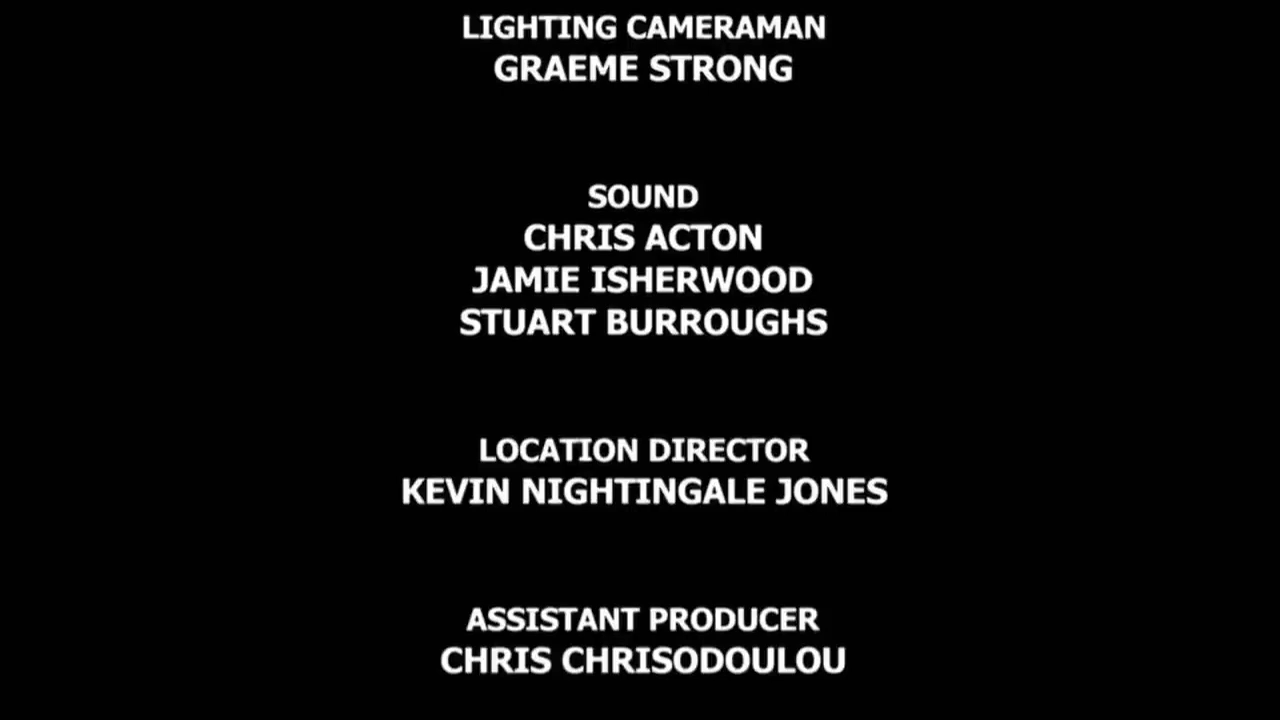 LIGHTING CAMERAMAN
GRAEME STRONG
SOUND
CHRIS ACTON
JAMIE ISHERWOOD
STUART BURROUGHS
LOCATION DIRECTOR
KEVIN NIGHTINGALE JONES
ASSISTANT PRODUCER
CHRIS CHRISODOULOU